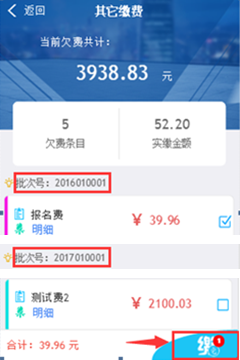 返回 其它缴费
当前欠费共计：
3938.83 元
5 52.20
欠费条目 实缴金额
批次号：2016010001
报名费 ¥ 39.96
明细
批次号：2017010001
测试费2 ¥ 2100.03
明细
合计：39.96 元 缴 1